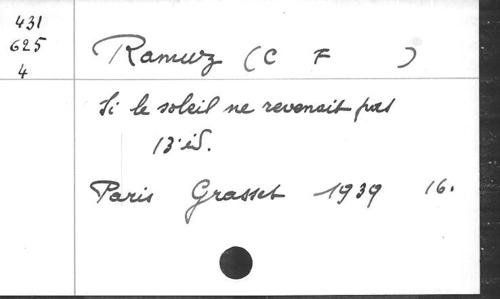 431
625
4
Ramuz (C F )
Si le soleil ne revenait pas
13e éd.
Paris Grasset 1939 16.